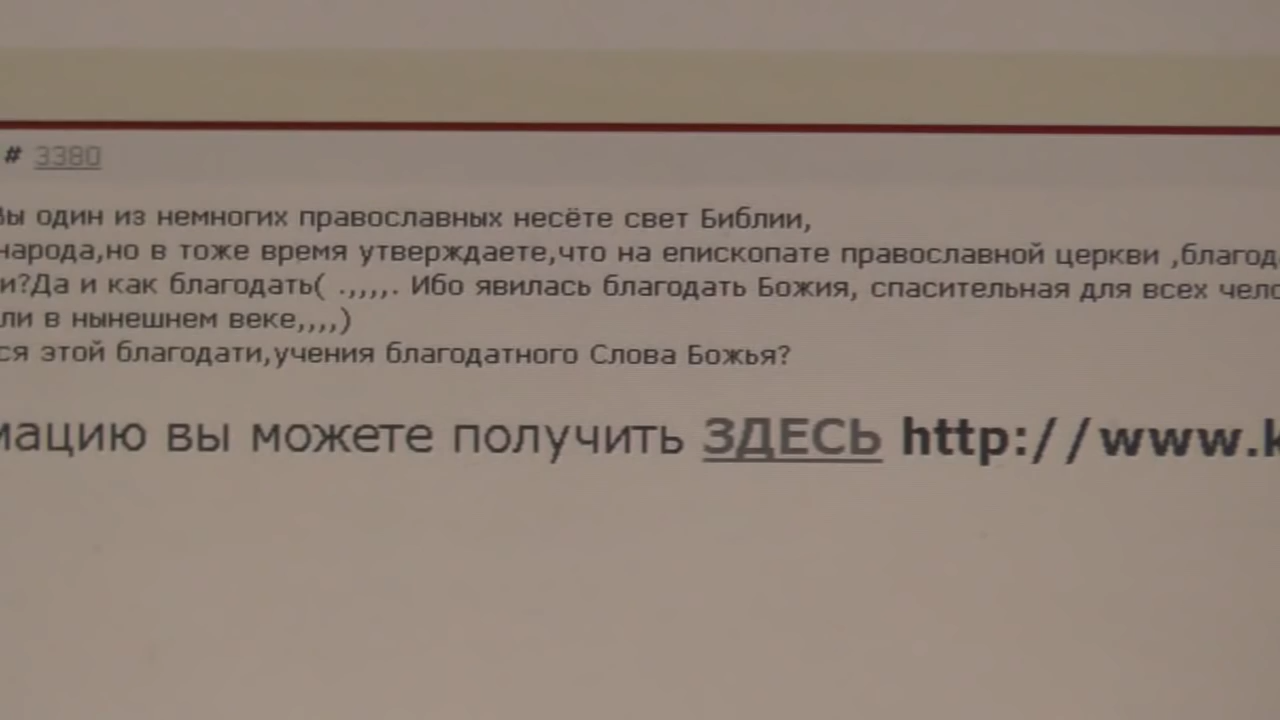 # 3380
Вы один из немногих православных несёте свет Библии,
народа,но в тоже время утверждаете,что на епископате православной церкви ,благод
и?Да и как благодать( .,,,,. Ибо явилась благодать Божия, спасительная для всех чело
ли в нынешнем веке,,,,)
ся этой благодати,учения благодатного Слова Божья?
мацию вы можете получить ЗДЕСЬ http://www.k